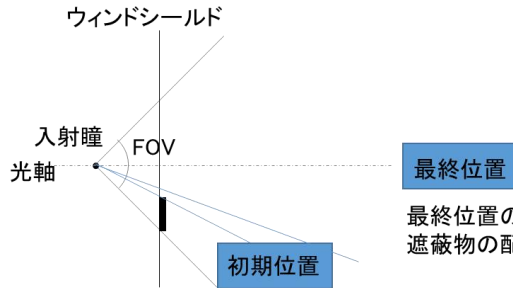 ウィンドシールド
入射瞳
FOV
光軸
最終位置
最終位置の
遮蔽物の配
初期位置